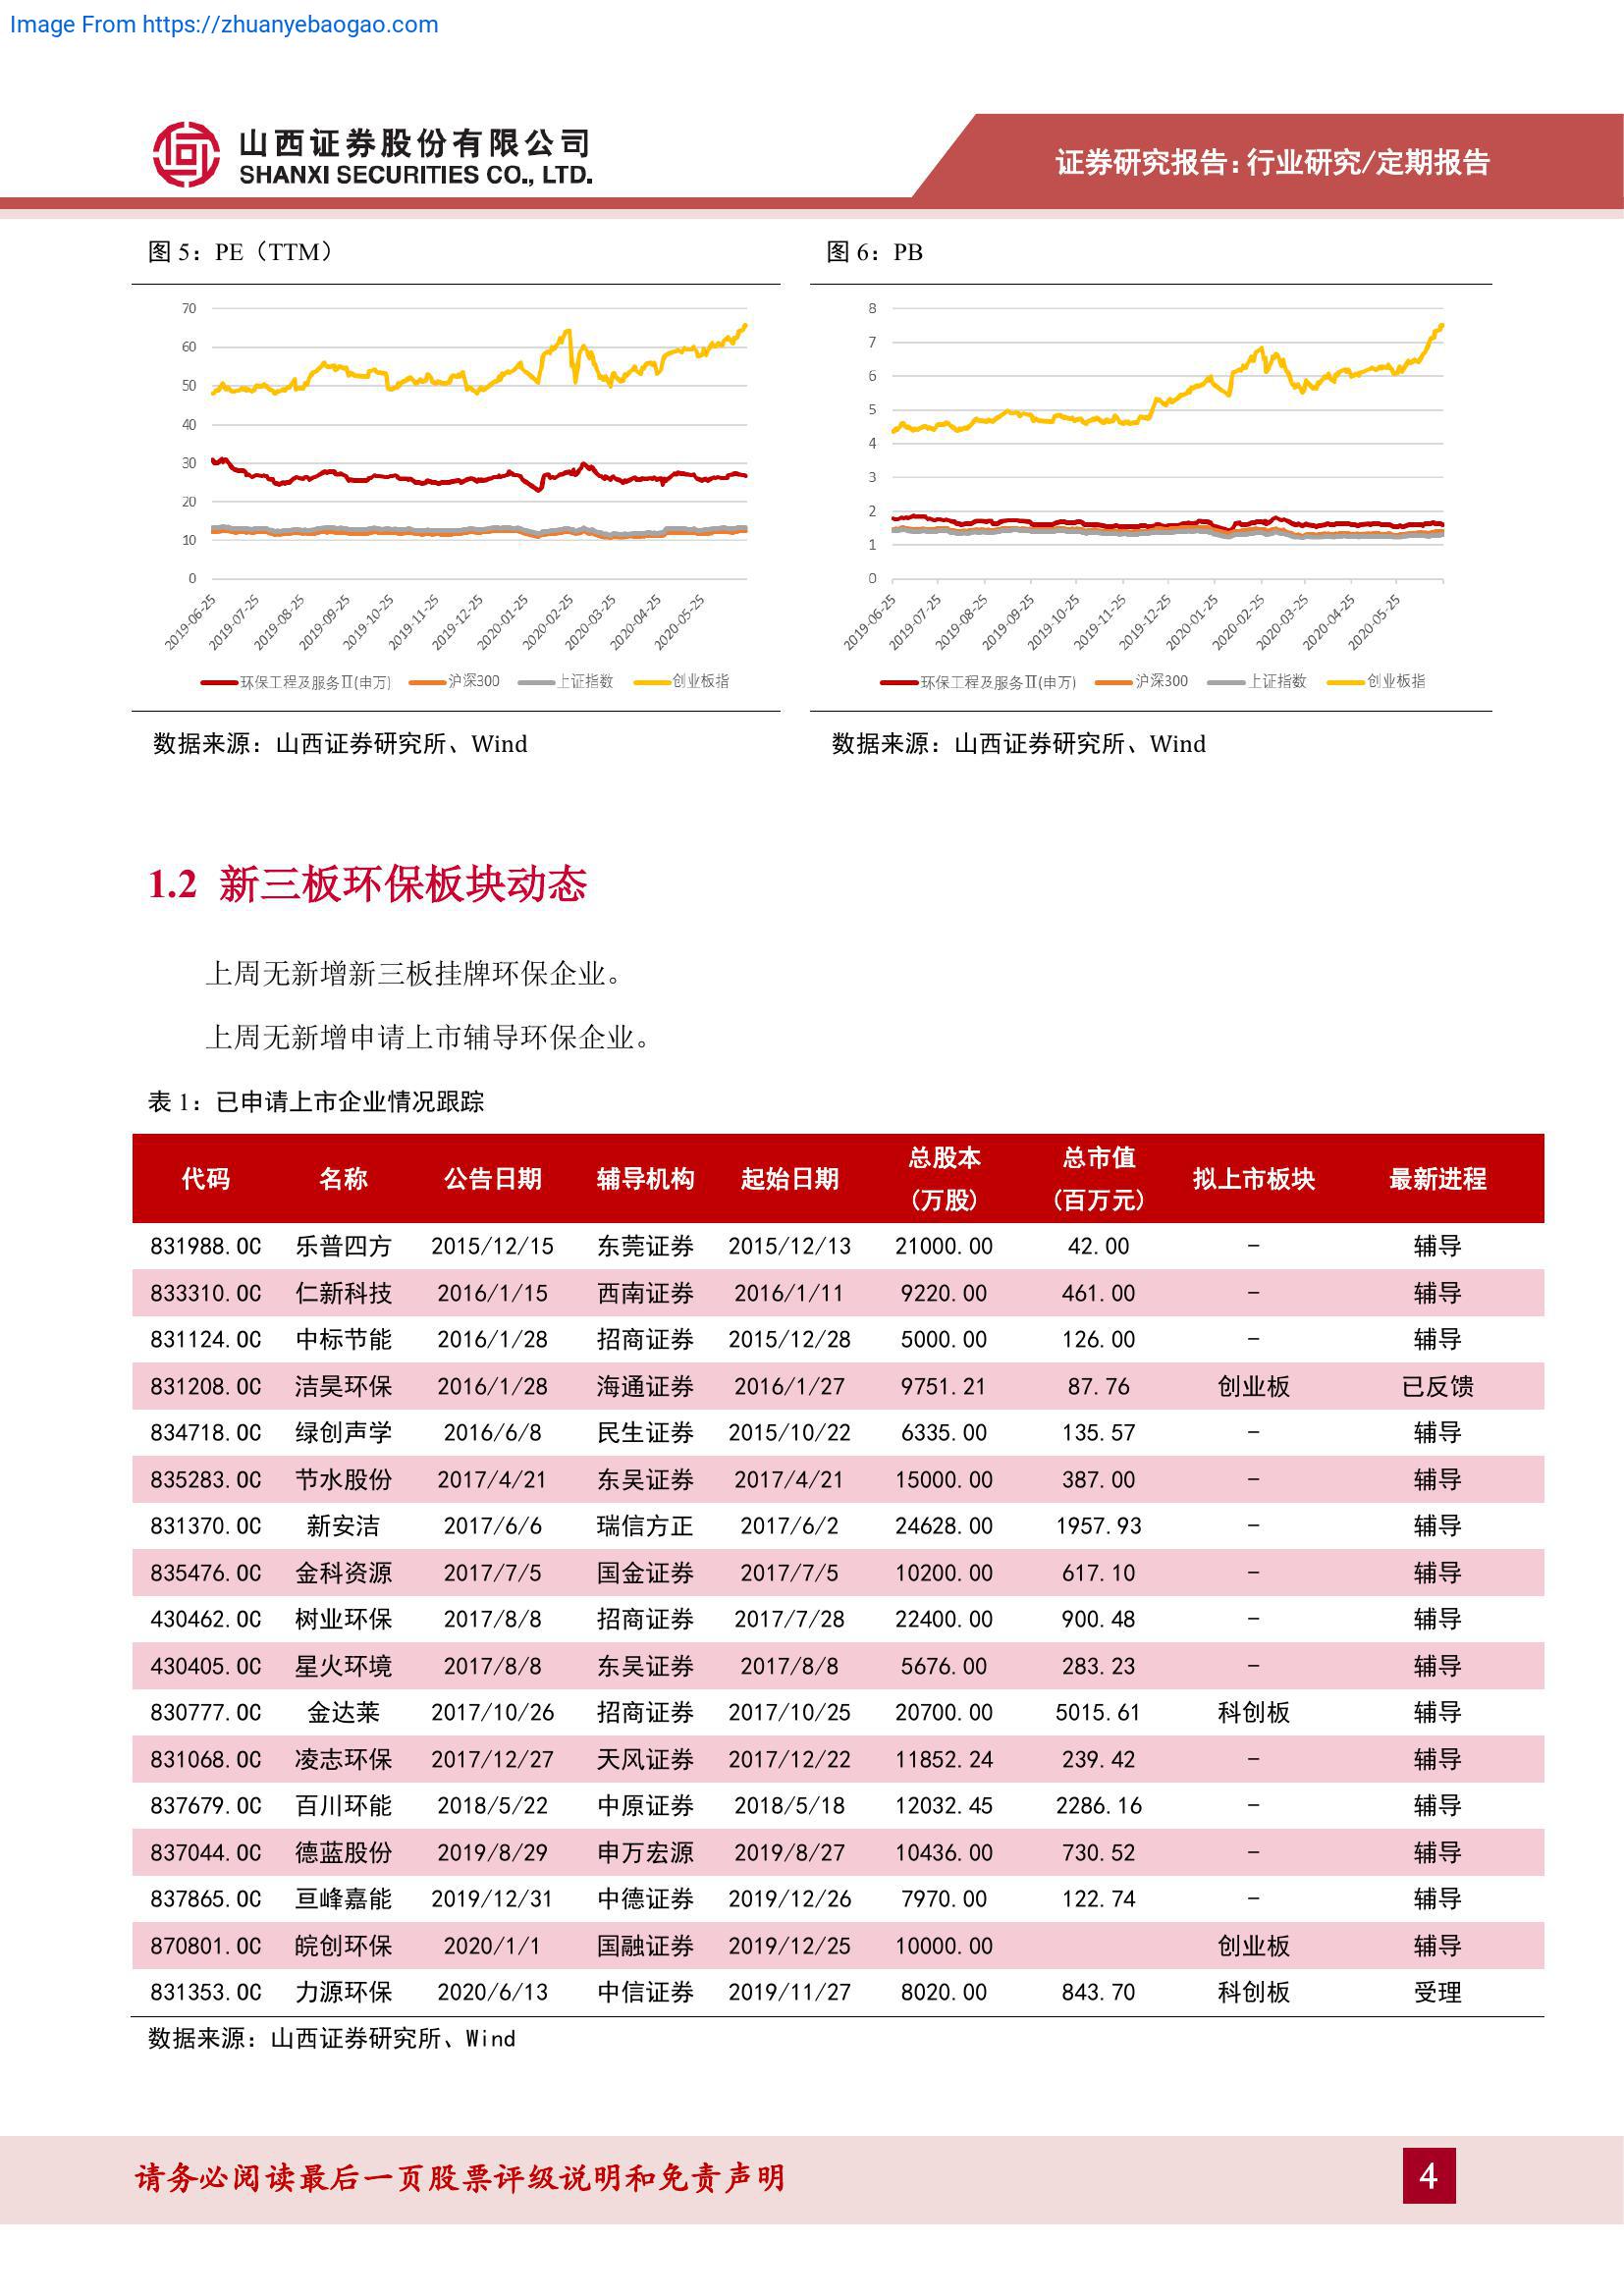 Image From https://zhuanyebaogao.com
山西证券股份有限公司
SHANXI SECURITIES CO., LTD.
证券研究报告：行业研究/定期报告
图 5：PE（TTM） 图 6：PB
70
60
50
40
30
20
10
0
2019-06-25 2019-07-25 2019-08-25 2019-09-25 2019-10-25 2019-11-25 2019-12-25 2020-01-25 2020-02-25 2020-03-25 2020-04-25 2020-05-25
环保工程及服务Ⅱ(申万) 沪深300 上证指数 创业板指
8
7
6
5
4
3
2
1
0
2019-06-25 2019-07-25 2019-08-25 2019-09-25 2019-10-25 2019-11-25 2019-12-25 2020-01-25 2020-02-25 2020-03-25 2020-04-25 2020-05-25
环保工程及服务Ⅱ(申万) 沪深300 上证指数 创业板指
数据来源：山西证券研究所、Wind 数据来源：山西证券研究所、Wind
1.2 新三板环保板块动态
上周无新增新三板挂牌环保企业。
上周无新增申请上市辅导环保企业。
表 1：已申请上市企业情况跟踪
代码 名称 公告日期 辅导机构 起始日期 总股本（万股） 总市值（百万元） 拟上市板块 最新进程
831988.OC 乐普四方 2015/12/15 东莞证券 2015/12/13 21000.00 42.00 - 辅导
833310.OC 仁新科技 2016/1/15 西南证券 2016/1/11 9220.00 461.00 - 辅导
831124.OC 中标节能 2016/1/28 招商证券 2015/12/28 5000.00 126.00 - 辅导
831208.OC 洁昊环保 2016/1/28 海通证券 2016/1/27 9751.21 87.76 创业板 已反馈
834718.OC 绿创声学 2016/6/8 民生证券 2015/10/22 6335.00 135.57 - 辅导
835283.OC 节水股份 2017/4/21 东吴证券 2017/4/21 15000.00 387.00 - 辅导
831370.OC 新安洁 2017/6/6 瑞信方正 2017/6/2 24628.00 1957.93 - 辅导
835476.OC 金科资源 2017/7/5 国金证券 2017/7/5 10200.00 617.10 - 辅导
430462.OC 树业环保 2017/8/8 招商证券 2017/7/28 22400.00 900.48 - 辅导
430405.OC 星火环境 2017/8/8 东吴证券 2017/8/8 5676.00 283.23 - 辅导
830777.OC 金达莱 2017/10/26 招商证券 2017/10/25 20700.00 5015.61 科创板 辅导
831068.OC 凌志环保 2017/12/27 天风证券 2017/12/22 11852.24 239.42 - 辅导
837679.OC 百川环能 2018/5/22 中原证券 2018/5/18 12032.45 2286.16 - 辅导
837044.OC 德蓝股份 2019/8/29 申万宏源 2019/8/27 10436.00 730.52 - 辅导
837865.OC 亘峰嘉能 2019/12/31 中德证券 2019/12/26 7970.00 122.74 - 辅导
870801.OC 皖创环保 2020/1/1 国融证券 2019/12/25 10000.00 创业板 辅导
831353.OC 力源环保 2020/6/13 中信证券 2019/11/27 8020.00 843.70 科创板 受理
数据来源：山西证券研究所、Wind
请务必阅读最后一页股票评级说明和免责声明
4